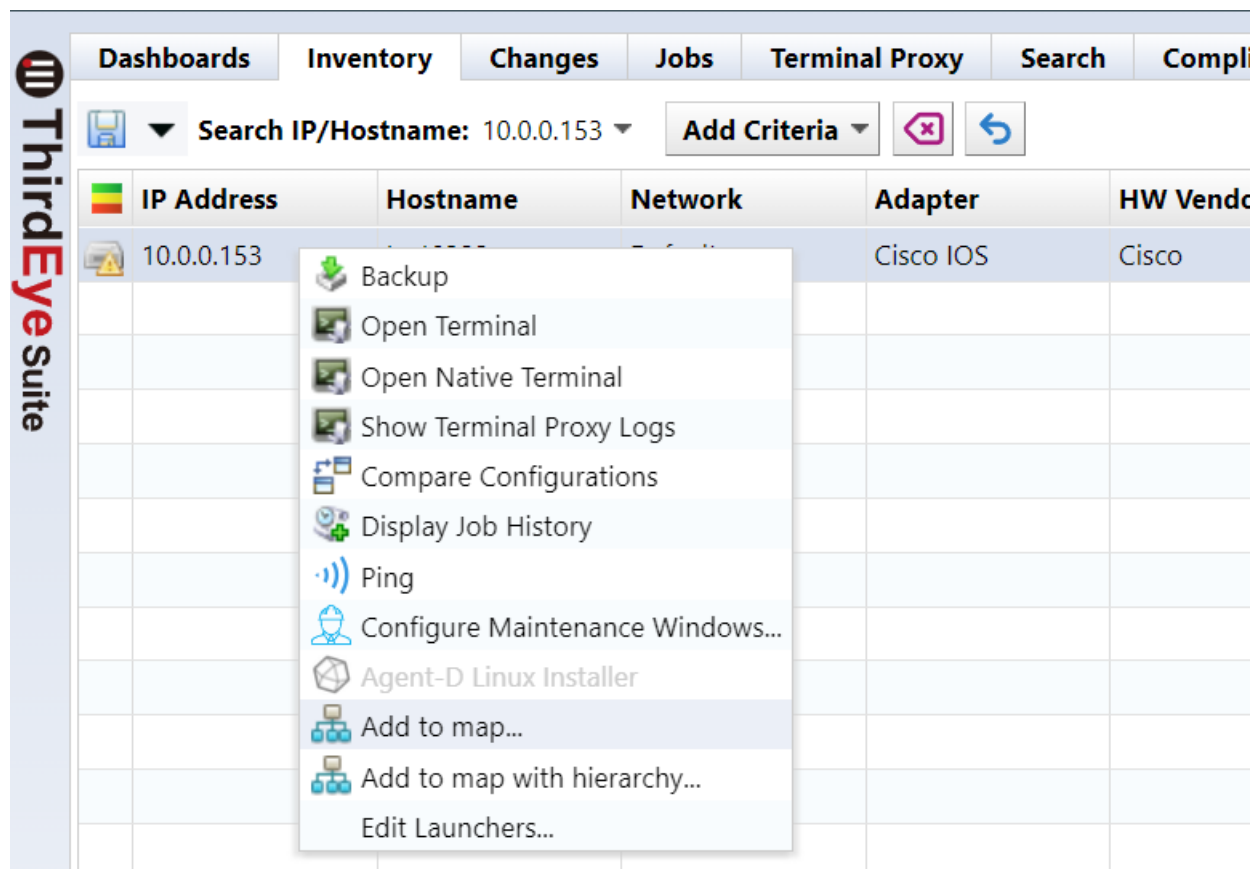 ThirdEye Suite
Dashboards Inventory Changes Jobs Terminal Proxy Search
Search IP/Hostname: 10.0.0.153 Add Criteria
IP Address Hostname Network Adapter HW
10.0.0.153 Cisco IOS Cisco
Backup
Open Terminal
Open Native Terminal
Show Terminal Proxy Logs
Compare Configurations
Display Job History
Ping
Configure Maintenance Windows...
Agent-D Linux Installer
Add to map...
Add to map with hierarchy...
Edit Launchers...